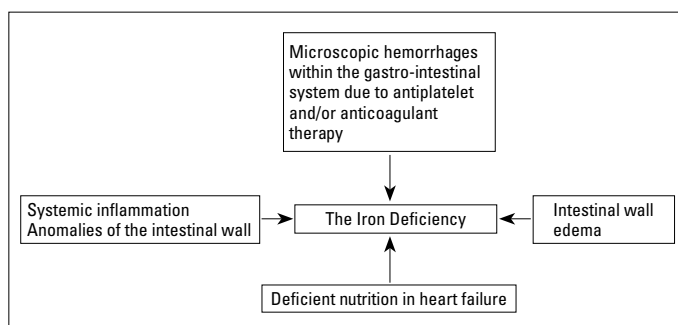 Microscopic hemorrhages
within the gastro-intestinal
system due to antiplatelet
and/or anticoagulant
therapy
Systemic inflammation
Anomalies of the intestinal wall
The Iron Deficiency
Intestinal wall
edema
Deficient nutrition in heart failure